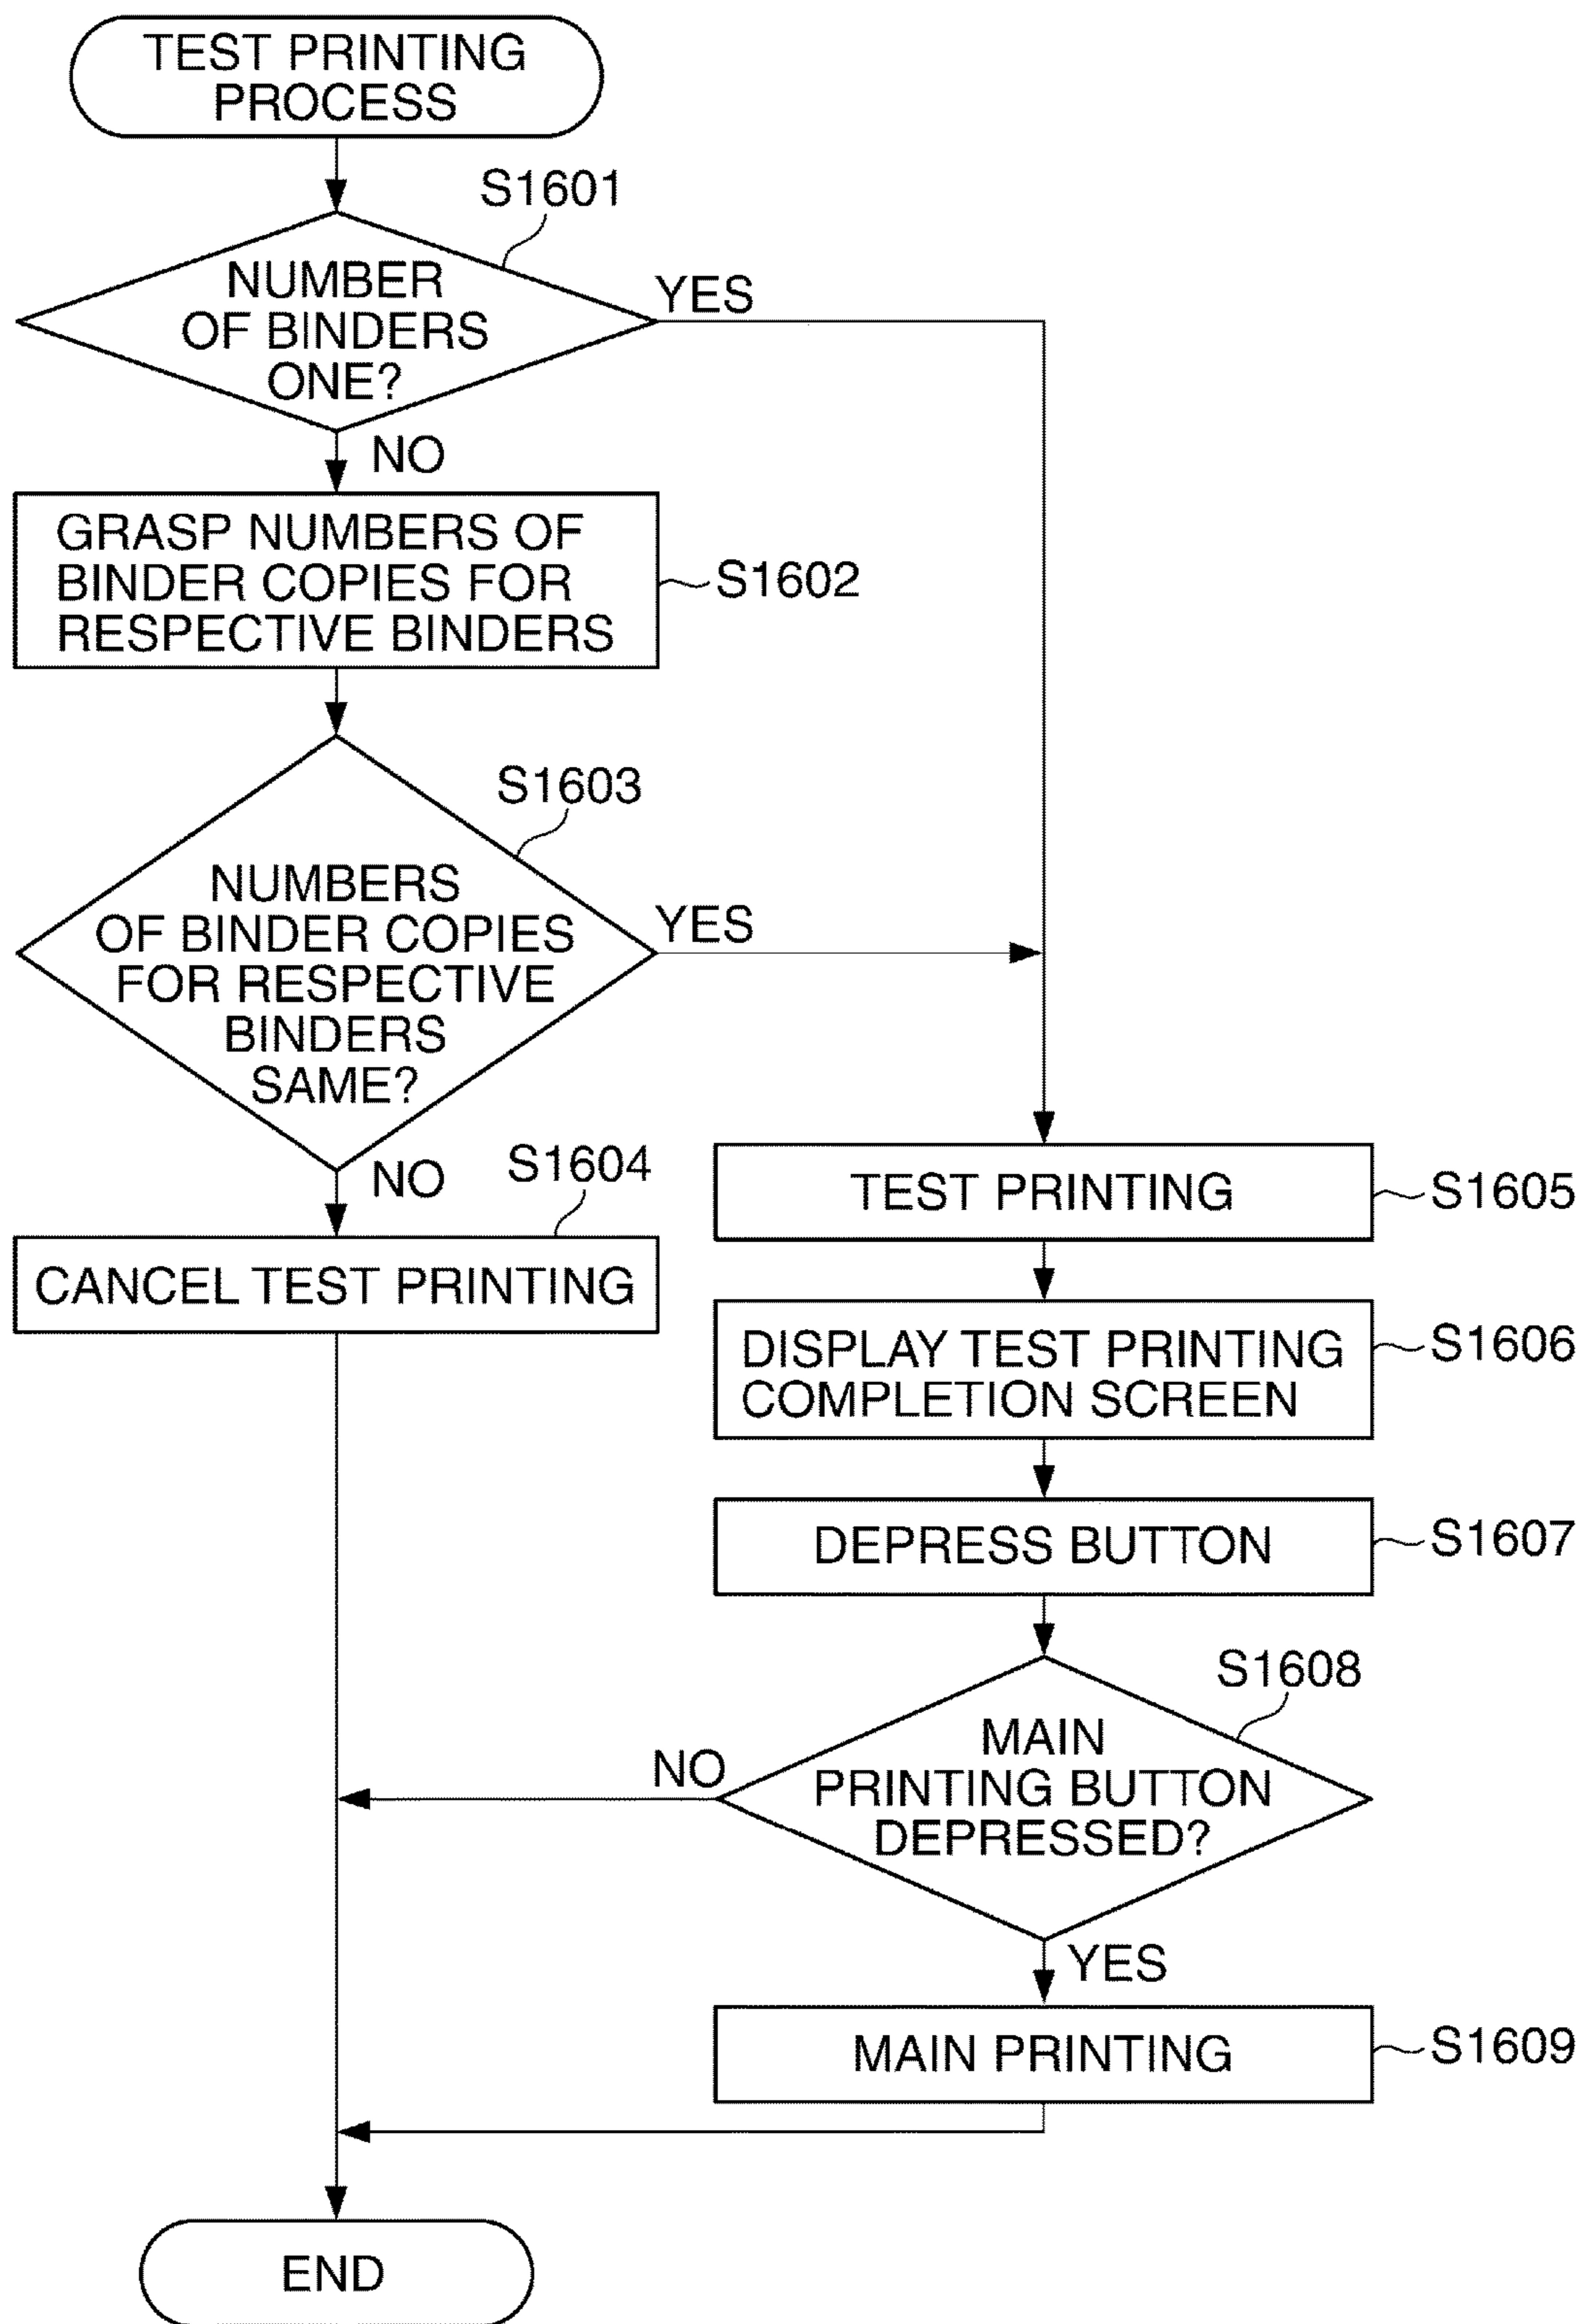 TEST PRINTING
PROCESS
S1601
NUMBER
OF BINDERS
ONE?
YES
NO
GRASP NUMBERS OF
BINDER COPIES FOR
RESPECTIVE BINDERS
S1602
S1603
NUMBERS
OF BINDER COPIES
FOR RESPECTIVE
BINDERS
SAME?
YES
NO
S1604
CANCEL TEST PRINTING
TEST PRINTING
S1605
DISPLAY TEST PRINTING
COMPLETION SCREEN
S1606
DEPRESS BUTTON
S1607
S1608
MAIN
PRINTING BUTTON
DEPRESSED?
NO
YES
MAIN PRINTING
S1609
END